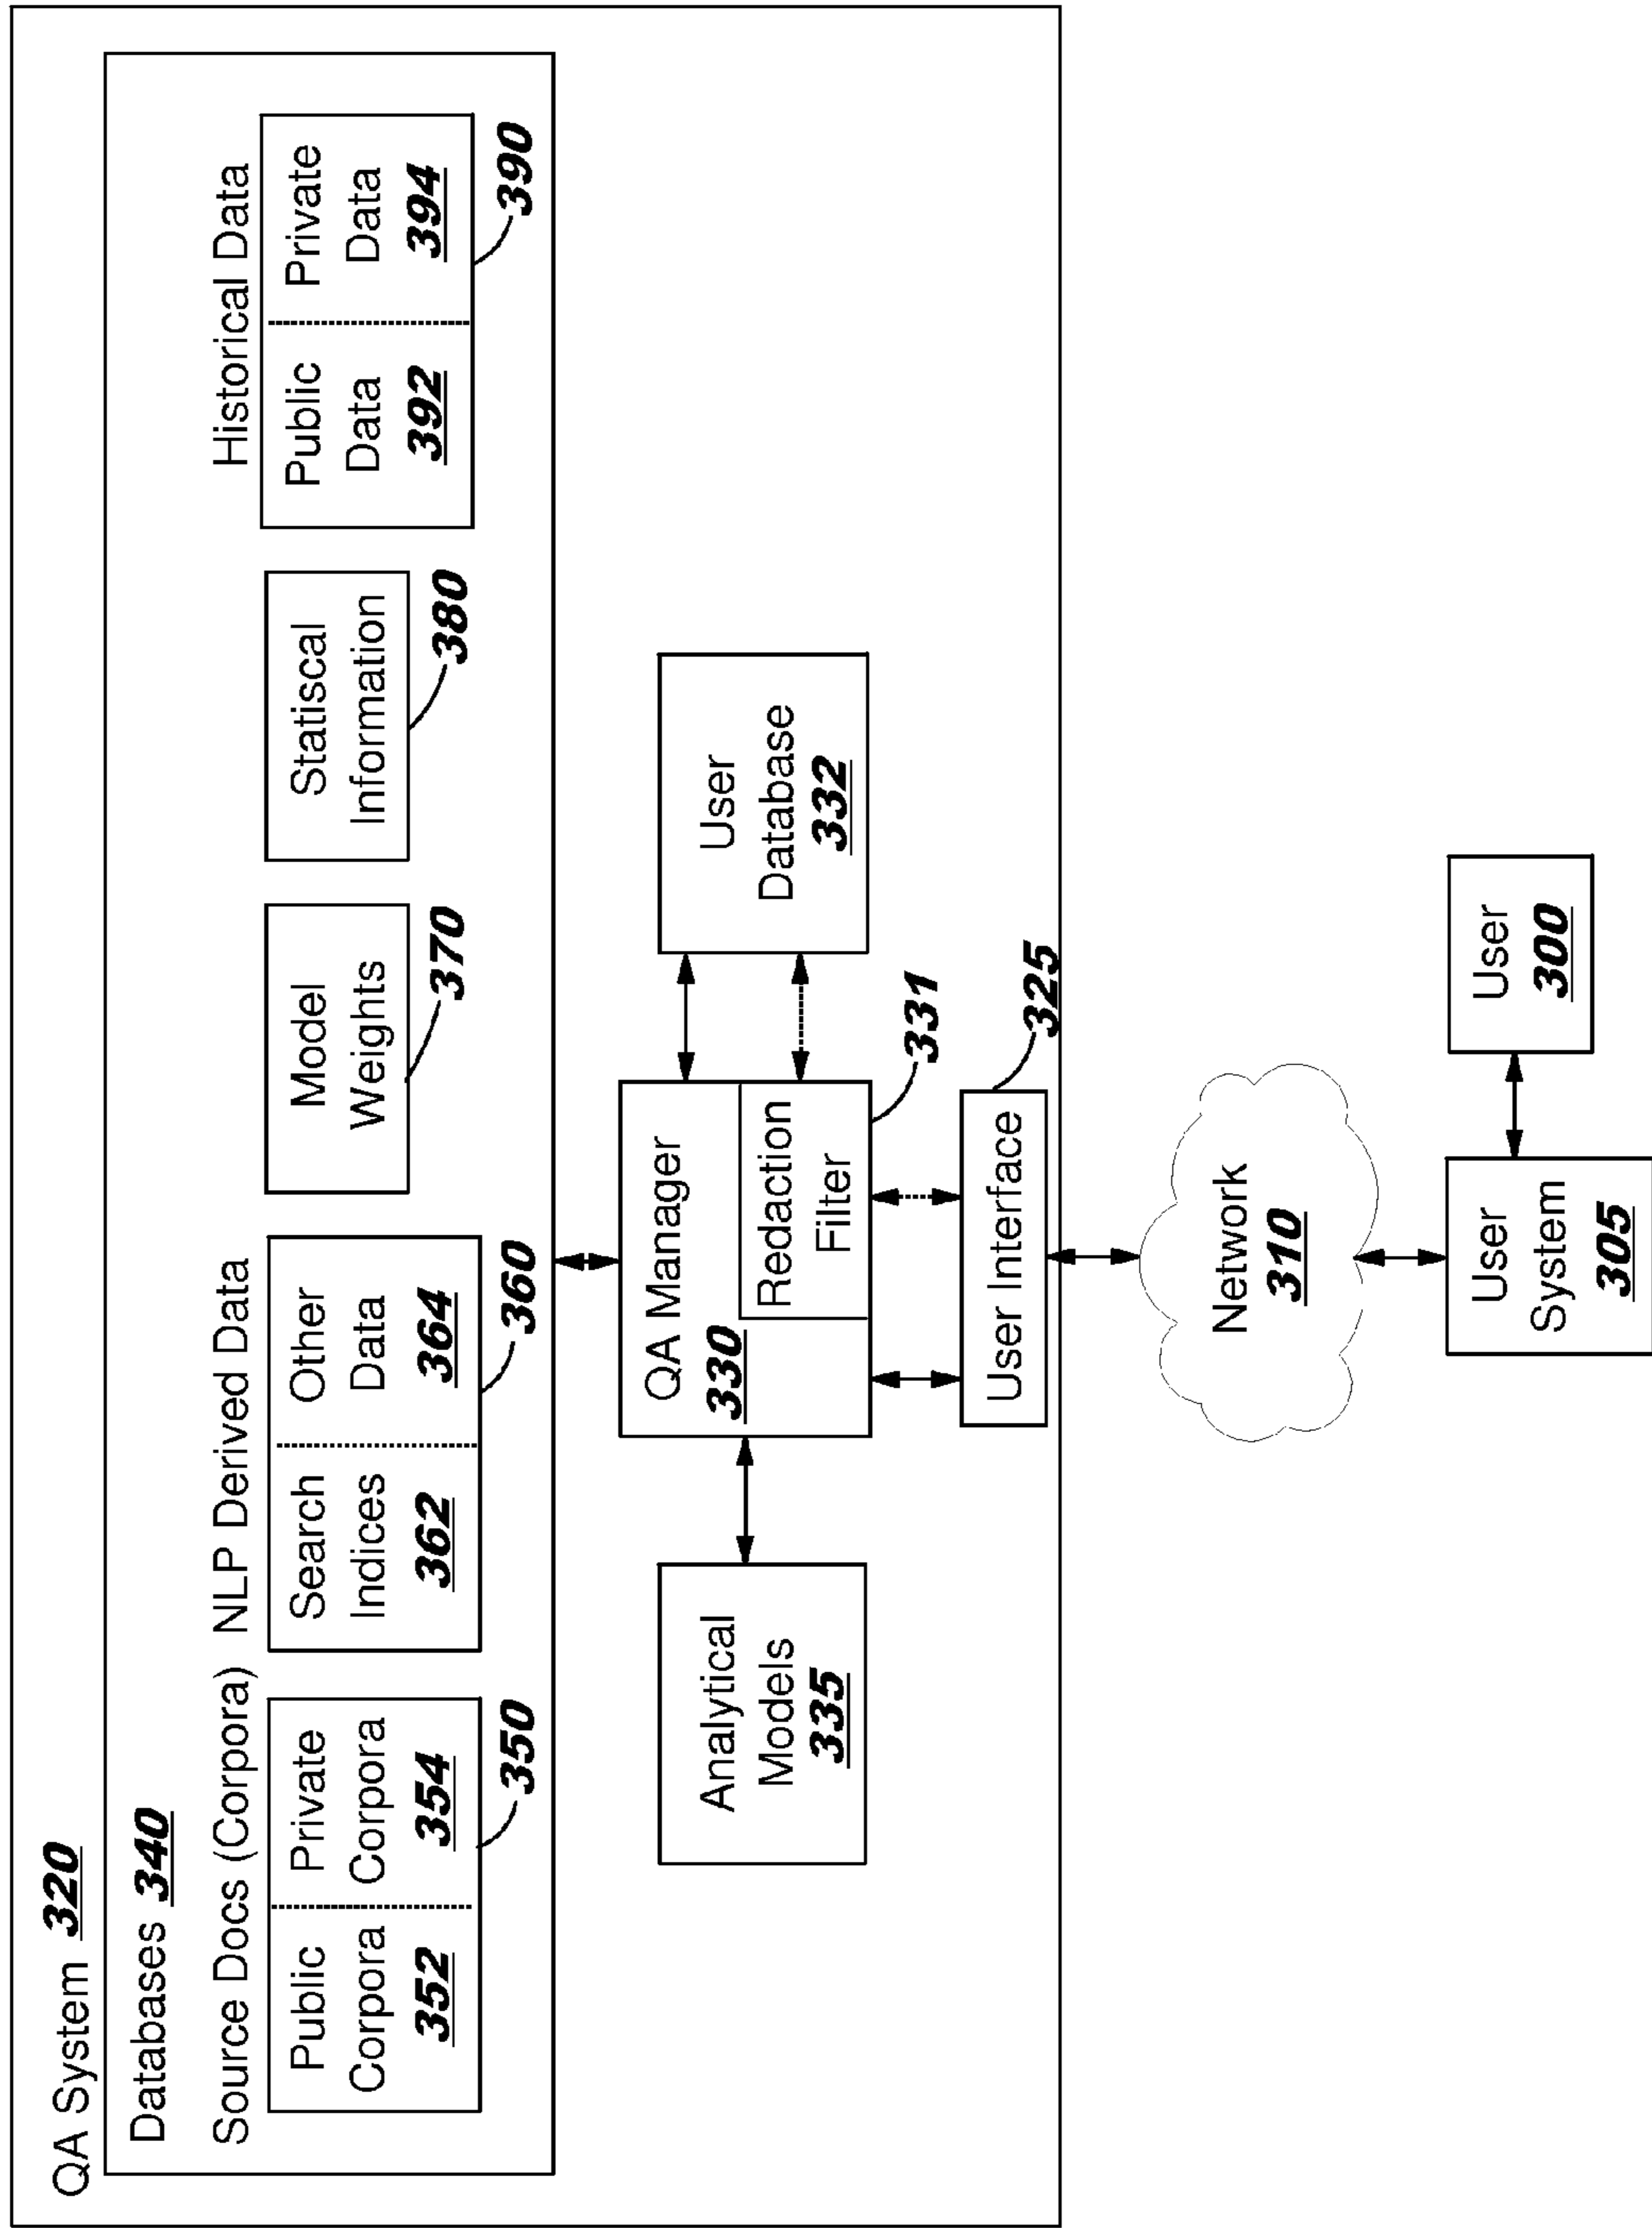 QA System 320
Databases 340
Source Docs (Corpora)
Public
Corpora
352
Private
Corpora
354
350
NLP Derived Data
Search
Indices
362
Other
Data
364
360
Model
Weights
370
Statiscal
Information
380
Historical Data
Public
Data
392
Private
Data
394
390
Analytical
Models
335
QA Manager
330
Redaction
Filter
331
User
Database
332
User Interface
325
Network
310
User
System
305
User
300